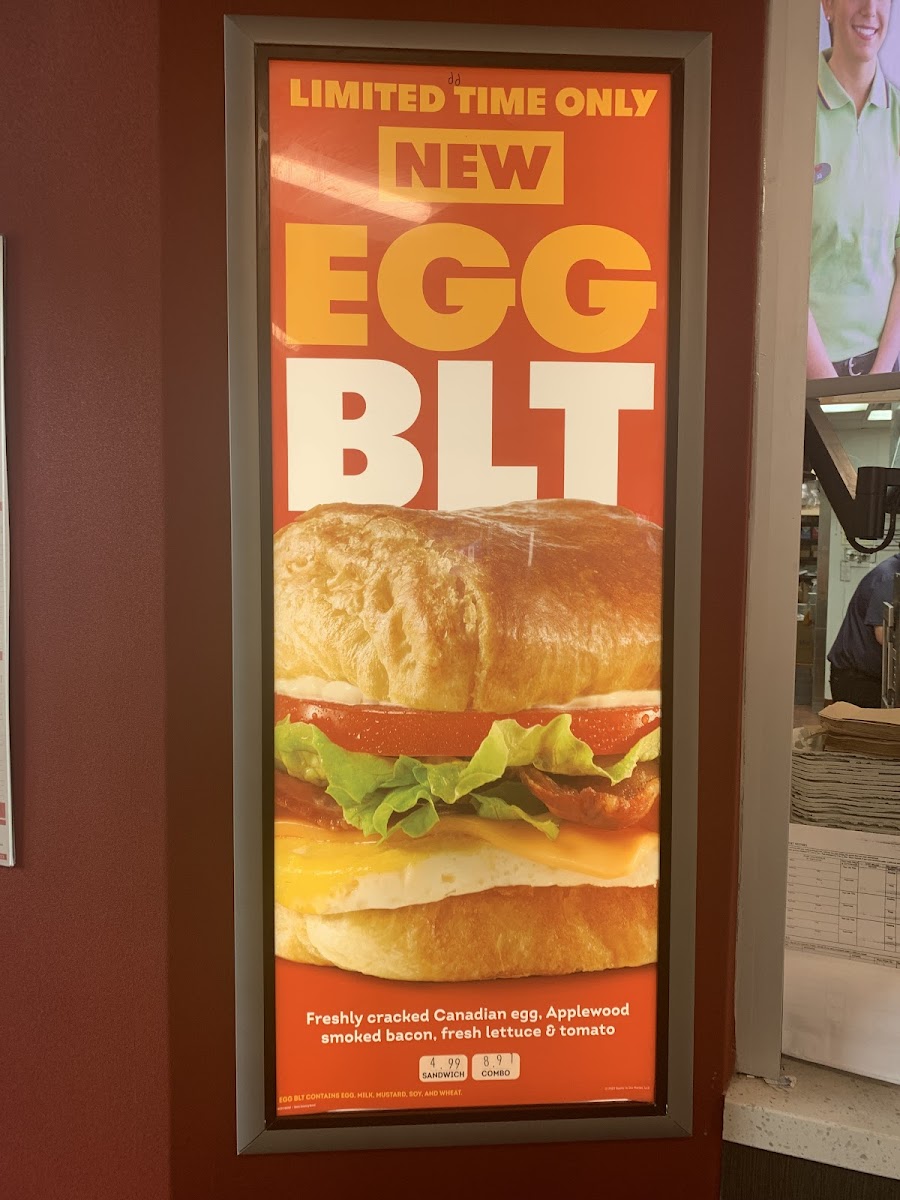 LIMITED TIME ONLY
NEW
EGG
BLT
Freshly cracked Canadian egg, Applewood
smoked bacon, fresh lettuce & tomato
4.99 8.91
SANDWICH COMBO
EGG BLT CONTAINS EGG, MILK, MUSTARD, SOY, AND WHEAT.